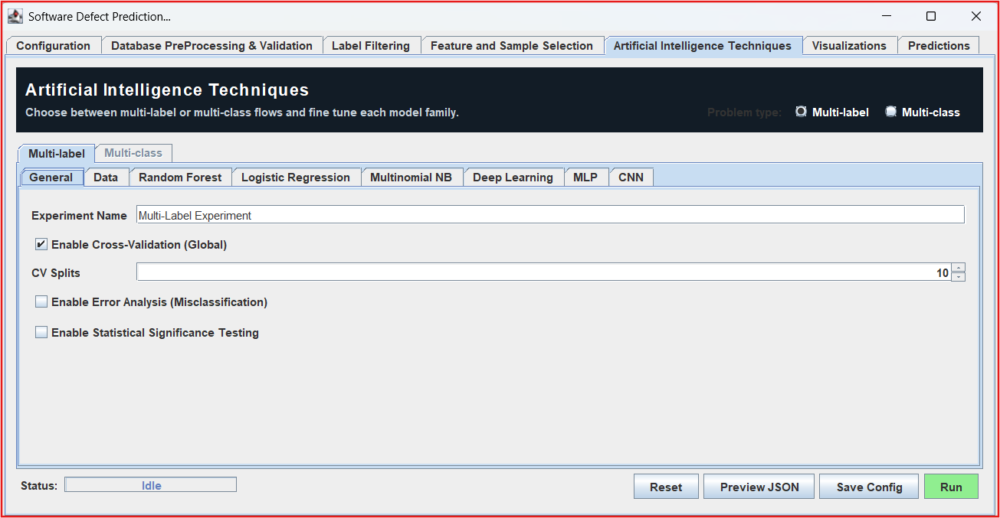 Software Defect Prediction...
Configuration Database PreProcessing & Validation Label Filtering Feature and Sample Selection Artificial Intelligence Techniques Visualizations Predictions
Artificial Intelligence Techniques
Choose between multi-label or multi-class flows and fine tune each model family.
Problem type: Multi-label Multi-class
Multi-label Multi-class
General Data Random Forest Logistic Regression Multinomial NB Deep Learning MLP CNN
Experiment Name Multi-Label Experiment
Enable Cross-Validation (Global)
CV Splits 10
Enable Error Analysis (Misclassification)
Enable Statistical Significance Testing
Status: Idle Reset Preview JSON Save Config Run